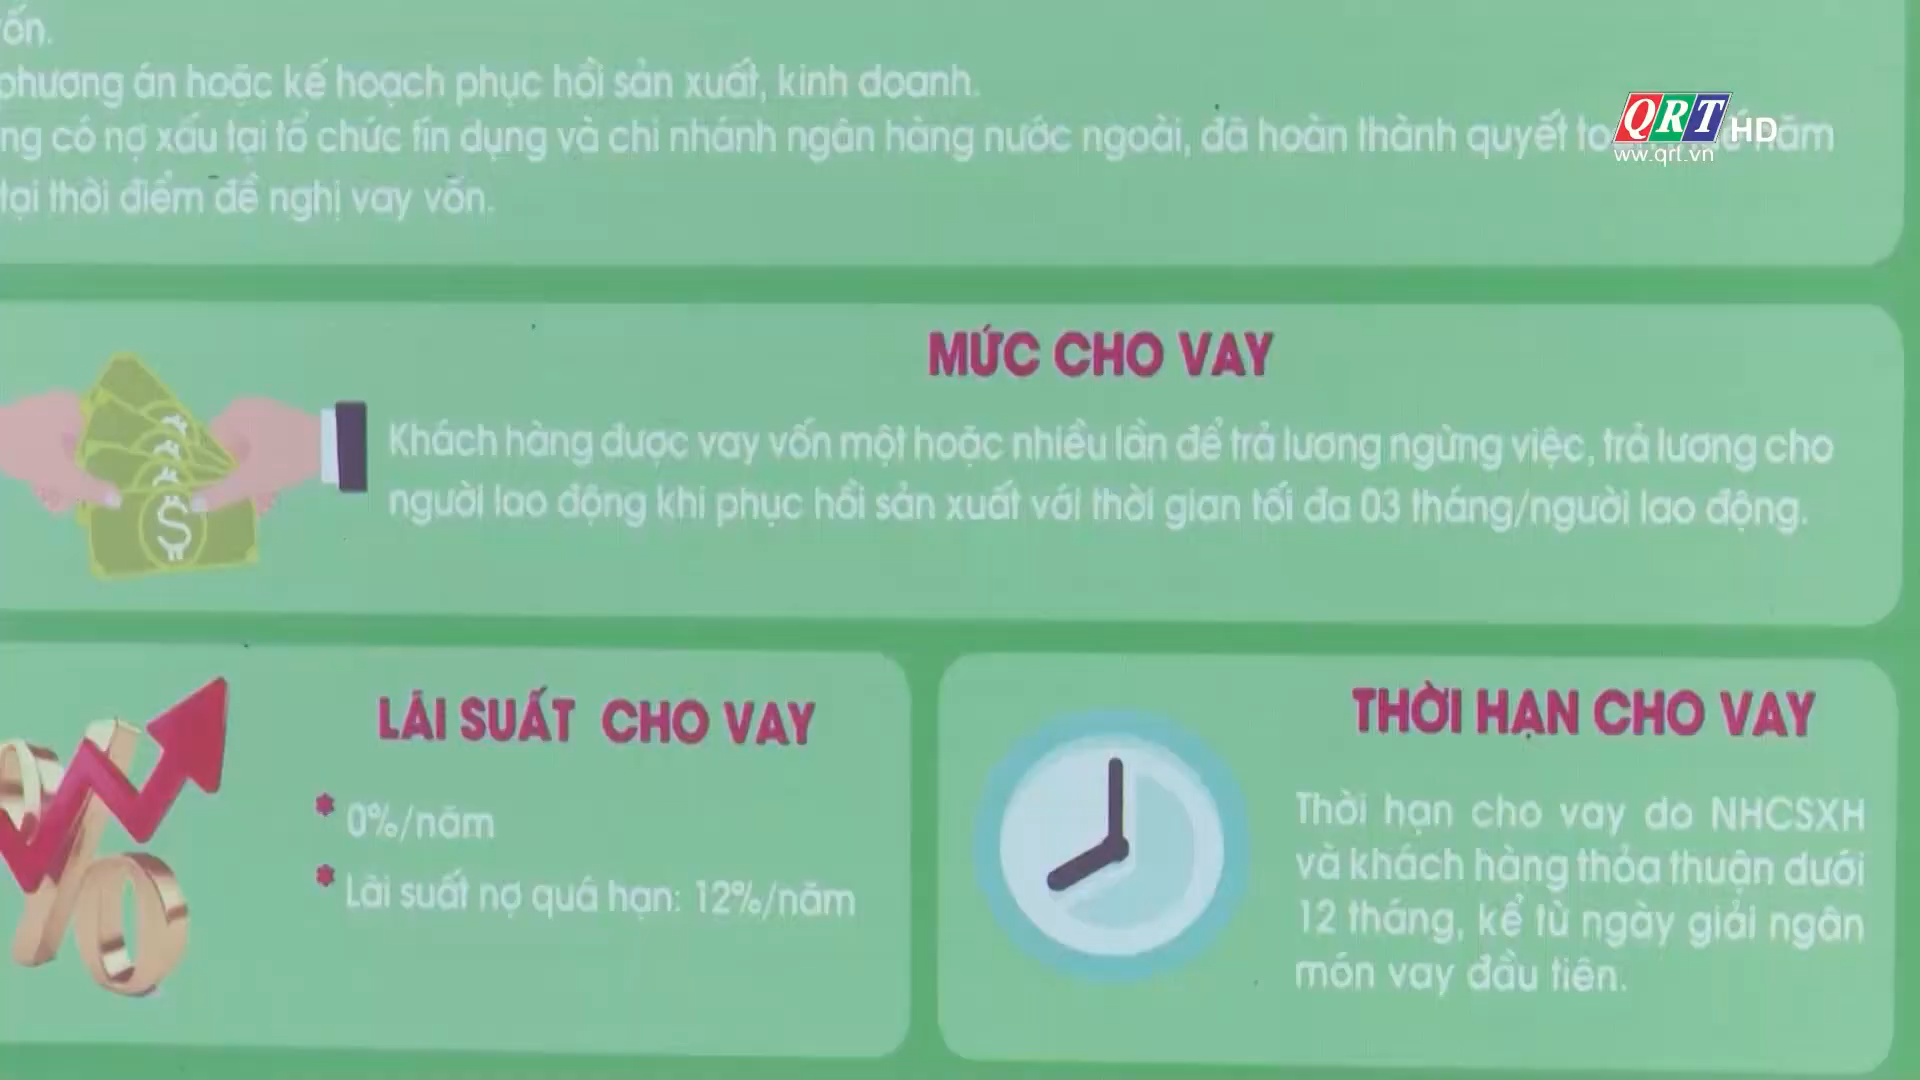 vốn.
phương án hoặc kế hoạch phục hồi sản xuất, kinh doanh.
ng có nợ xấu tại tổ chức tín dụng và chi nhánh ngân hàng nước ngoài, đã hoàn thành quyết năm
tại thời điểm đề nghị vay vốn.
QRT HD
ww.qrt.vn
MỨC CHO VAY
Khách hàng được vay vốn một hoặc nhiều lần để trả lương ngừng việc, trả lương cho
người lao động khi phục hồi sản xuất với thời gian tối đa 03 tháng/người lao động.
LÃI SUẤT CHO VAY
0%/năm
Lãi suất nợ quá hạn: 12%/năm
THỜI HẠN CHO VAY
Thời hạn cho vay do NHCSXH
và khách hàng thỏa thuận dưới
12 tháng, kể từ ngày giải ngân
món vay đầu tiên.
$